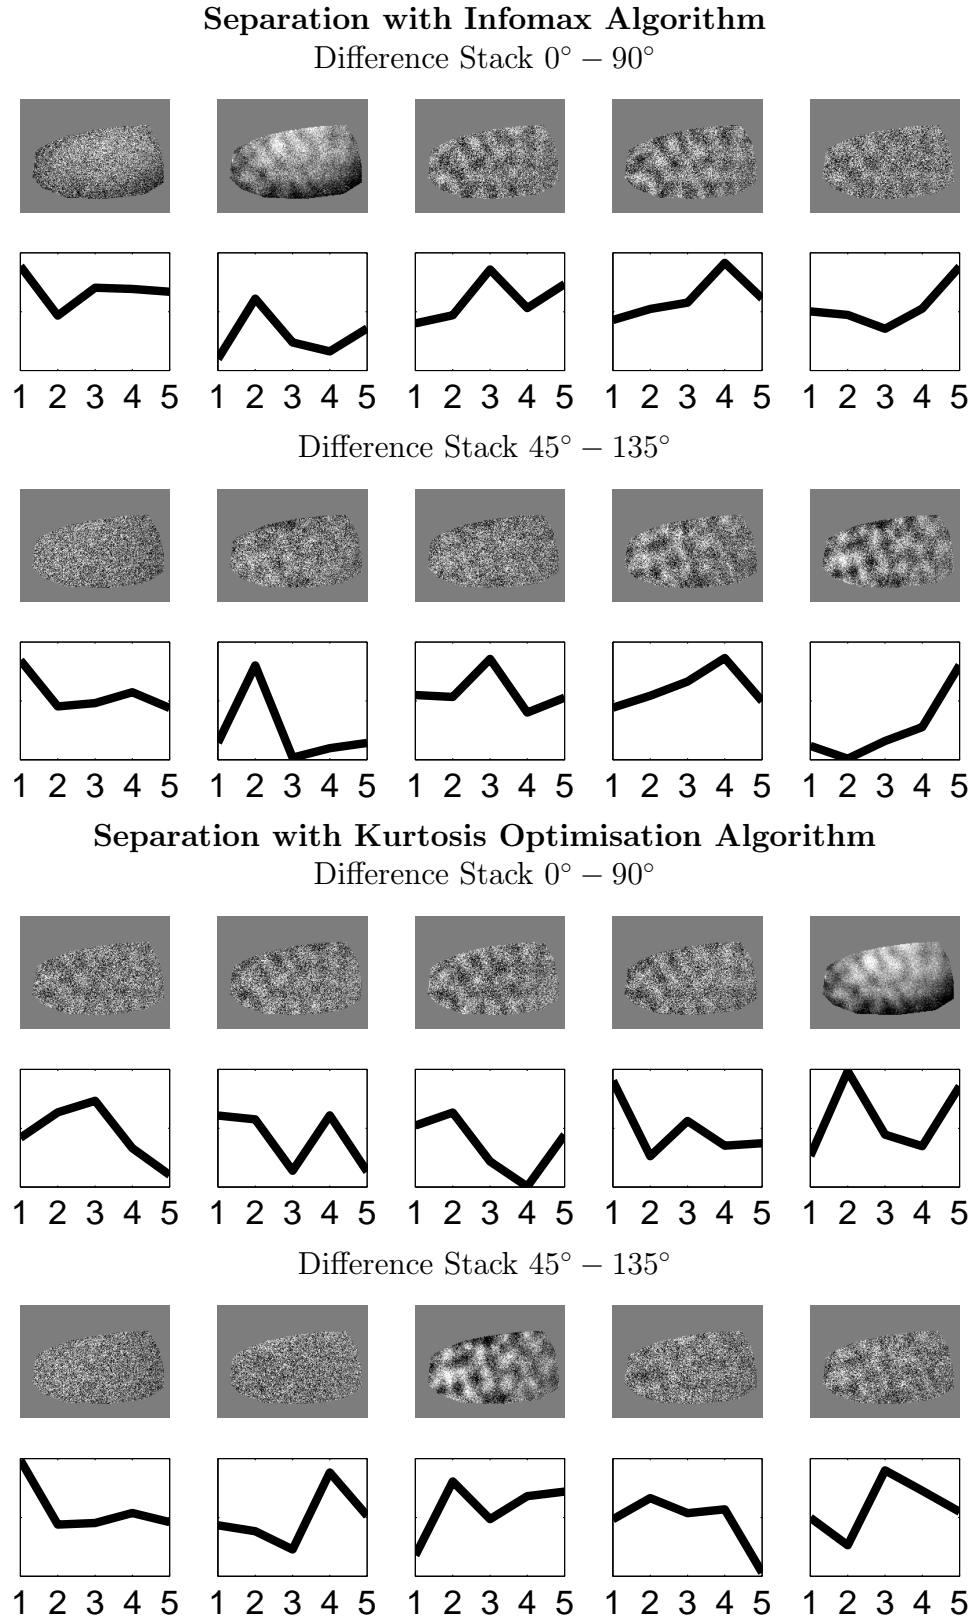 Separation with Infomax Algorithm
Difference Stack 0° − 90°
1 2 3 4 5 1 2 3 4 5 1 2 3 4 5 1 2 3 4 5 1 2 3 4 5
Difference Stack 45° − 135°
1 2 3 4 5 1 2 3 4 5 1 2 3 4 5 1 2 3 4 5 1 2 3 4 5
Separation with Kurtosis Optimisation Algorithm
Difference Stack 0° − 90°
1 2 3 4 5 1 2 3 4 5 1 2 3 4 5 1 2 3 4 5 1 2 3 4 5
Difference Stack 45° − 135°
1 2 3 4 5 1 2 3 4 5 1 2 3 4 5 1 2 3 4 5 1 2 3 4 5